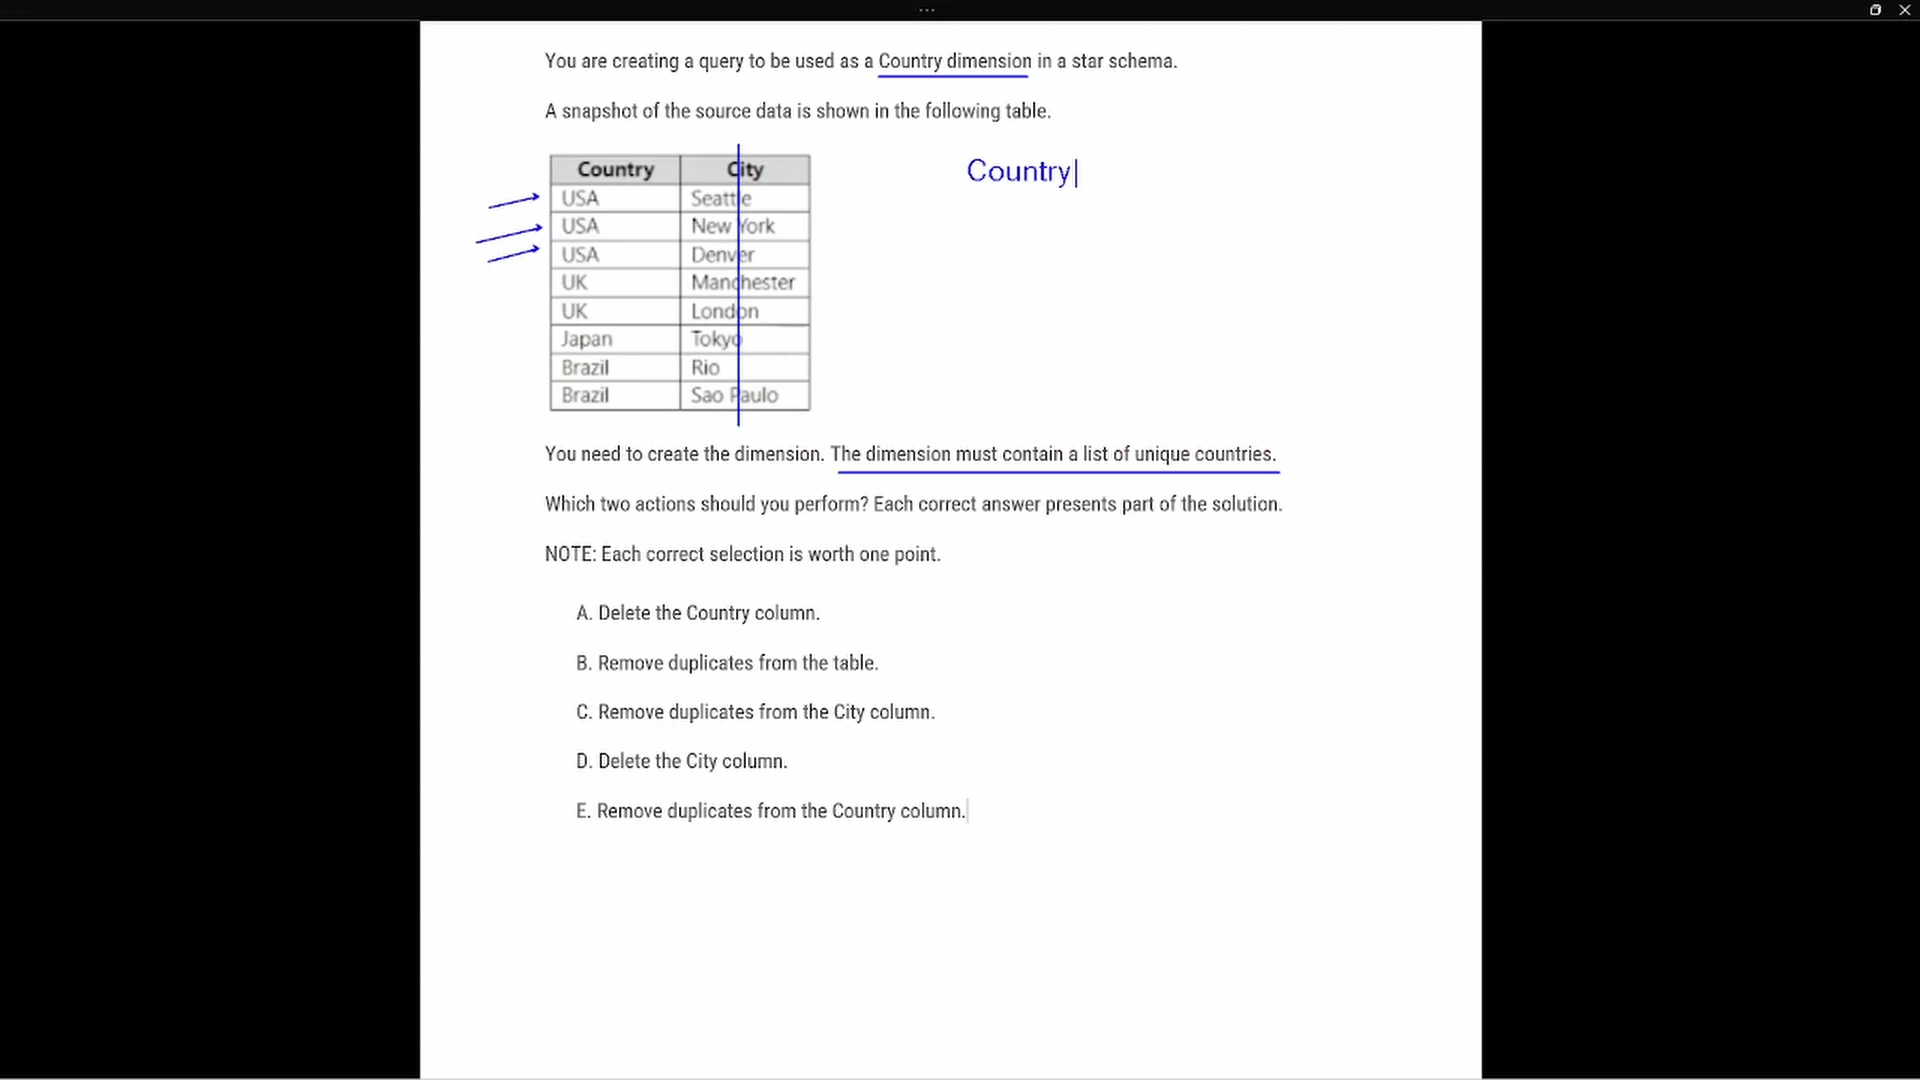 You are creating a query to be used as a Country dimension in a star schema.
A snapshot of the source data is shown in the following table.
Country City
Country
USA Seattle
USA New York
USA Denver
UK Manchester
UK London
Japan Tokyo
Brazil Rio
Brazil Sao Paulo
You need to create the dimension. The dimension must contain a list of unique countries.
Which two actions should you perform? Each correct answer presents part of the solution.
NOTE: Each correct selection is worth one point.
A. Delete the Country column.
B. Remove duplicates from the table.
C. Remove duplicates from the City column.
D. Delete the City column.
E. Remove duplicates from the Country column.